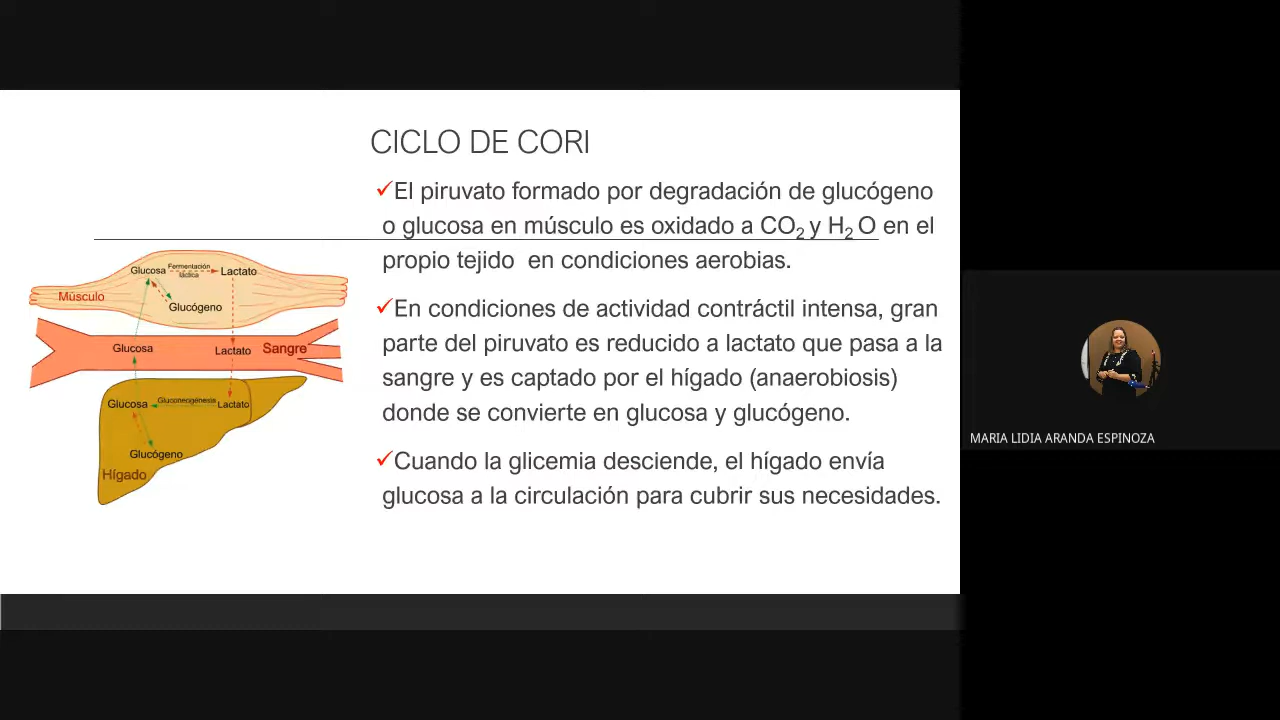 CICLO DE CORI
✓El piruvato formado por degradación de glucógeno
o glucosa en músculo es oxidado a CO₂ y H₂ O en el
propio tejido en condiciones aerobias.
✓En condiciones de actividad contráctil intensa, gran
parte del piruvato es reducido a lactato que pasa a la
sangre y es captado por el hígado (anaerobiosis)
donde se convierte en glucosa y glucógeno.
✓Cuando la glicemia desciende, el hígado envía
glucosa a la circulación para cubrir sus necesidades.
Glucosa
Fermentación
láctica
Lactato
Músculo
Glucógeno
Glucosa
Lactato
Sangre
Glucosa
Gluconeogénesis
Lactato
Glucógeno
Hígado
MARIA LIDIA ARANDA ESPINOZA